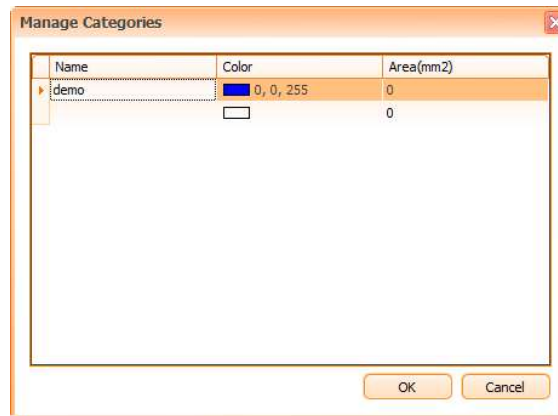 Manage Categories
Name Color Area(mm2)
demo 0, 0, 255 0
0
OK Cancel